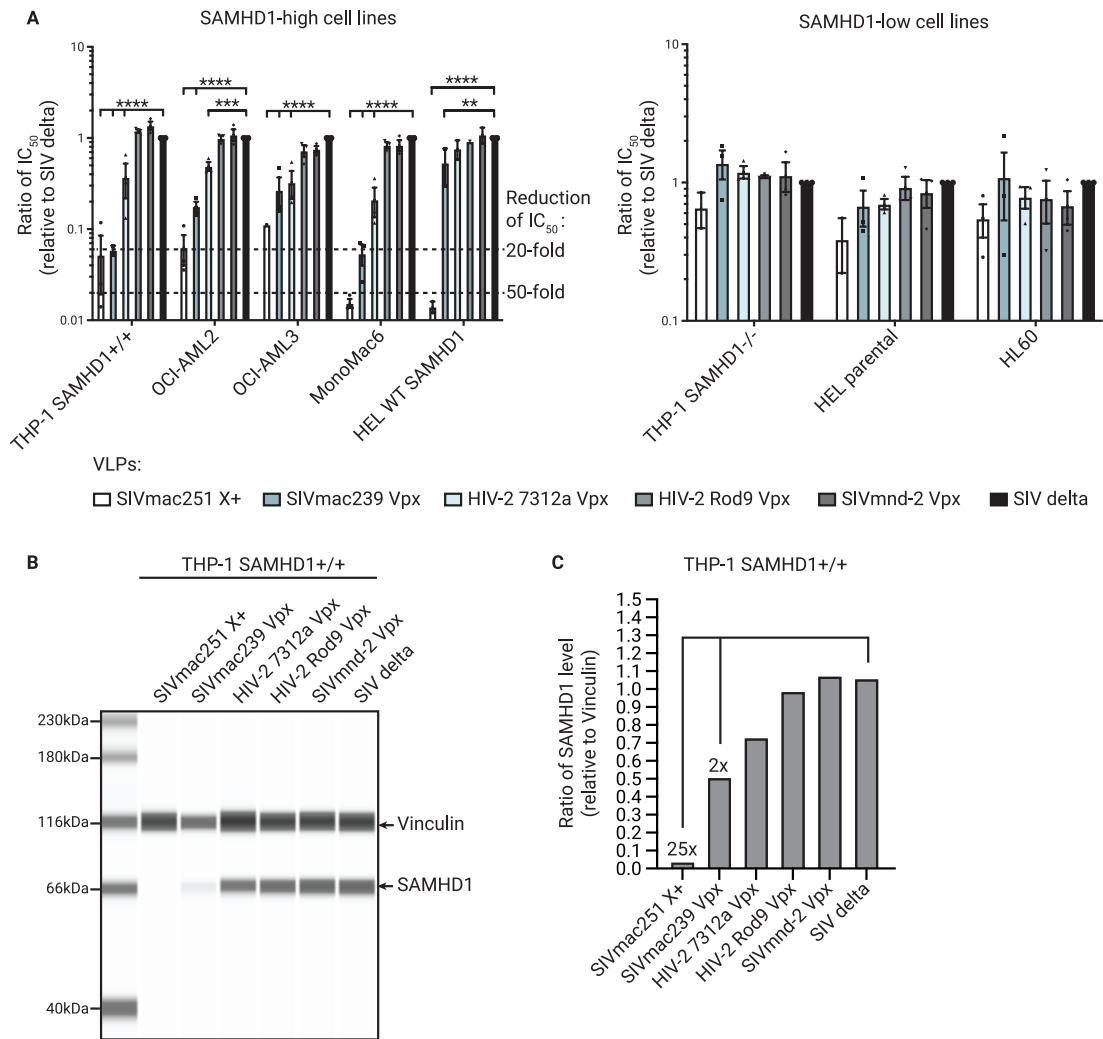 A
SAMHD1-high cell lines
SAMHD1-low cell lines
Ratio of IC50
(relative to SIV delta)
10
1
0.1
0.01
****
****
***
****
****
****
**
Reduction
of IC50 :
20-fold
50-fold
THP-1 SAMHD1+/+
OCI-AML2
OCI-AML3
MonoMac6
HEL WT SAMHD1
Ratio of IC50
(relative to SIV delta)
10
1
0.1
THP-1 SAMHD1-/-
HEL parental
HL60
VLPs:
SIVmac251 X+ SIVmac239 Vpx HIV-2 7312a Vpx HIV-2 Rod9 Vpx SIVmnd-2 Vpx SIV delta
B
THP-1 SAMHD1+/+
SIVmac251 X+
SIVmac239 Vpx
HIV-2 7312a Vpx
HIV-2 Rod9 Vpx
SIVmnd-2 Vpx
SIV delta
230kDa
180kDa
116kDa
66kDa
40kDa
Vinculin
SAMHD1
C
THP-1 SAMHD1+/+
Ratio of SAMHD1 level
(relative to Vinculin)
1.5
1.4
1.3
1.2
1.1
1.0
0.9
0.8
0.7
0.6
0.5
0.4
0.3
0.2
0.1
0.0
25x
2x
SIVmac251 X+
SIVmac239 Vpx
HIV-2 7312a Vpx
HIV-2 Rod9 Vpx
SIVmnd-2 Vpx
SIV delta